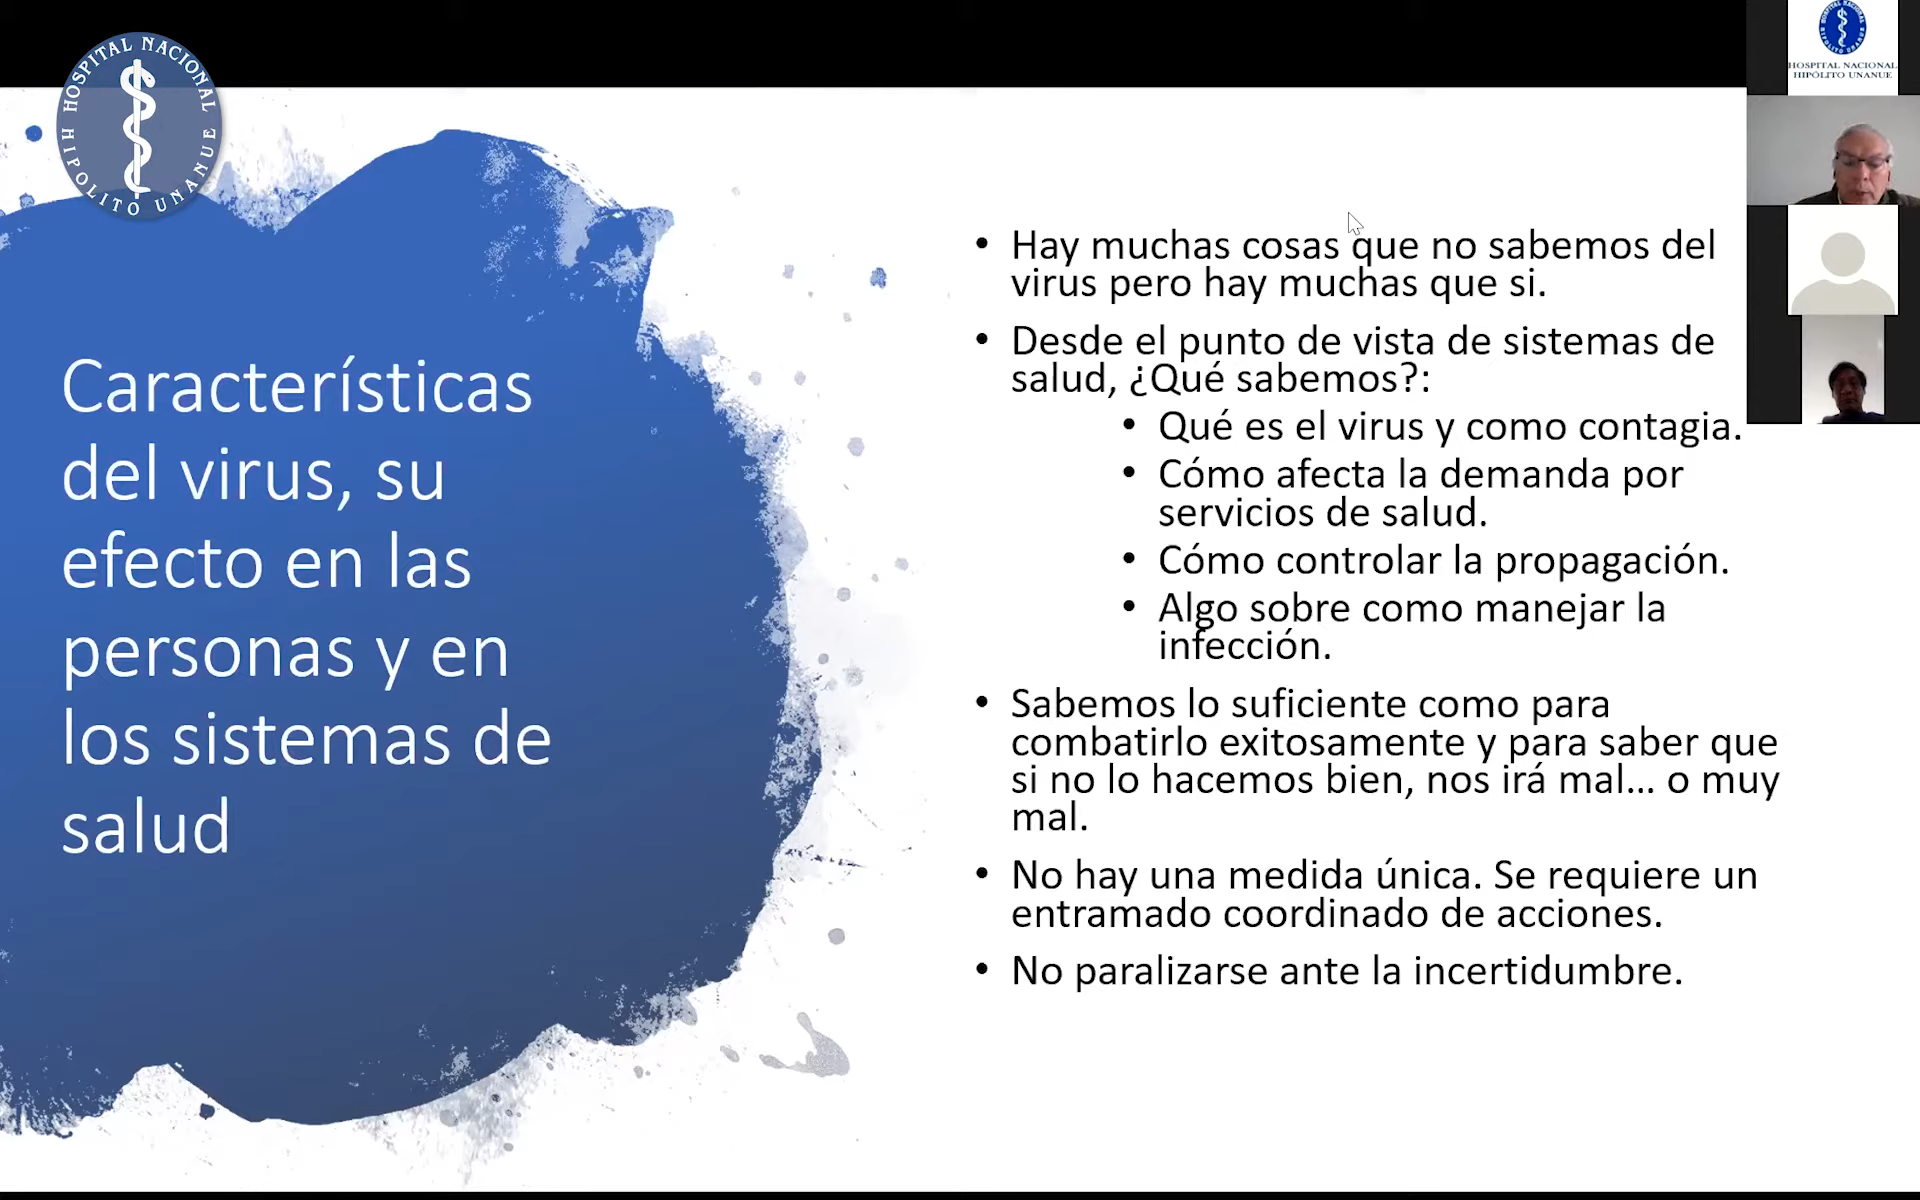 HOSPITAL NACIONAL
HIPOLITO UNANUE
HOSPITAL NACIONAL
HIPOLITO UNANUE
HOSPITAL NACIONAL
HIPÓLITO UNANUE
Características
del virus, su
efecto en las
personas y en
los sistemas de
salud
• Hay muchas cosas que no sabemos del
virus pero hay muchas que si.
• Desde el punto de vista de sistemas de
salud, ¿Qué sabemos?:
• Qué es el virus y como contagia.
• Cómo afecta la demanda por
servicios de salud.
• Cómo controlar la propagación.
• Algo sobre como manejar la
infección.
• Sabemos lo suficiente como para
combatirlo exitosamente y para saber que
si no lo hacemos bien, nos irá mal... o muy
mal.
• No hay una medida única. Se requiere un
entramado coordinado de acciones.
• No paralizarse ante la incertidumbre.